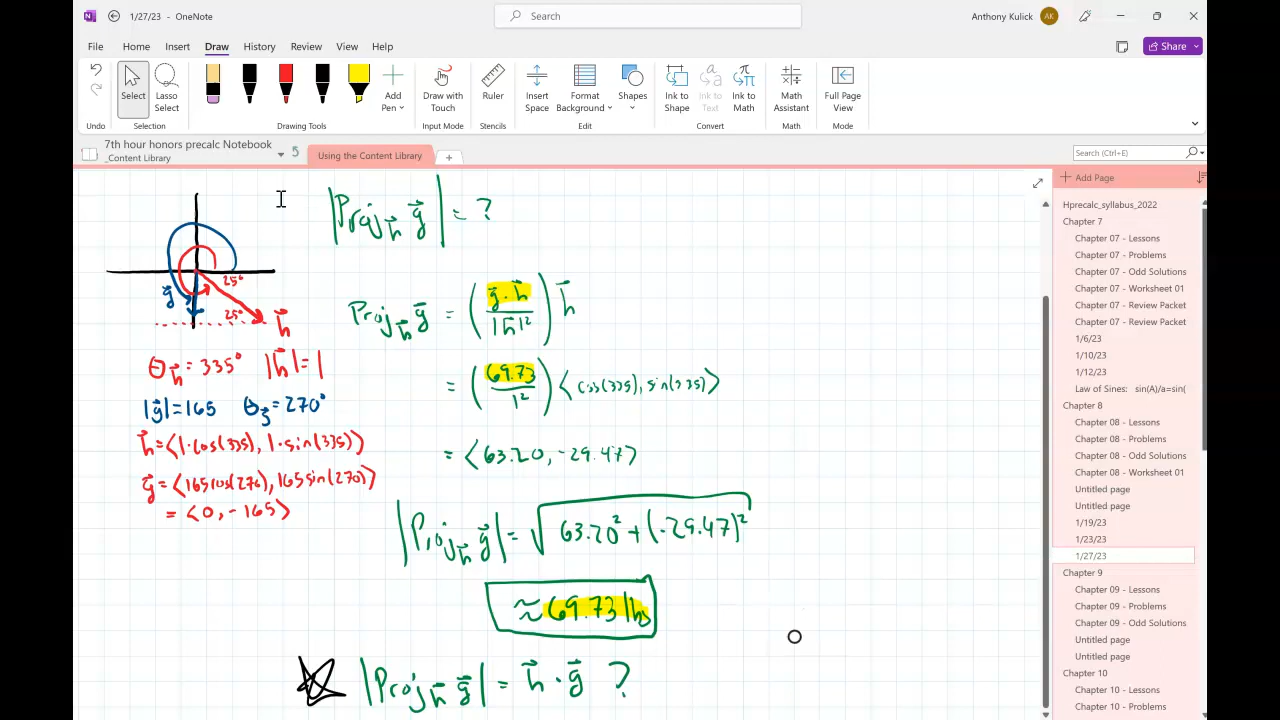 1/27/23 - OneNote
Search
Anthony Kulick AK
File Home Insert Draw History Review View Help
Share
Select
Lasso Select
Add Pen
Draw with Touch
Ruler
Insert Space
Format Background
Shapes
Ink to Shape
Ink to Text
Ink to Math
Math Assistant
Full Page View
Undo Selection Drawing Tools Input Mode Stencils Edit Convert Math Mode
7th hour honors precalc Notebook
_Content Library
Using the Content Library
+
Search (Ctrl+E)
+ Add Page
Hprecalc_syllabus_2022
Chapter 7
Chapter 07 - Lessons
Chapter 07 - Problems
Chapter 07 - Odd Solutions
Chapter 07 - Worksheet 01
Chapter 07 - Review Packet
Chapter 07 - Review Packet
1/6/23
1/10/23
1/12/23
Law of Sines: sin(A)/a=sin(
Chapter 8
Chapter 08 - Lessons
Chapter 08 - Problems
Chapter 08 - Odd Solutions
Chapter 08 - Worksheet 01
Untitled page
Untitled page
1/19/23
1/23/23
1/27/23
Chapter 9
Chapter 09 - Lessons
Chapter 09 - Problems
Chapter 09 - Odd Solutions
Untitled page
Untitled page
Chapter 10
Chapter 10 - Lessons
Chapter 10 - Problems
25°
g⃗
25°
h⃗
θh⃗ = 335° |h⃗| = 1
|g⃗| = 165 θg⃗ = 270°
h⃗ = ⟨1·cos(335), 1·sin(335)⟩
g⃗ = ⟨165cos(270), 165sin(270)⟩
= ⟨0, -165⟩
|Projh⃗ g⃗| = ?
Projh⃗ g⃗ = (g⃗·h⃗ / |h⃗|²) h⃗
= (69.73 / 1²) ⟨cos(335), sin(335)⟩
= ⟨63.20, -29.47⟩
|Projh⃗ g⃗| = √63.20² + (-29.47)²
≈ 69.73 lbs
|Projh⃗ g⃗| = h⃗ · g⃗ ?